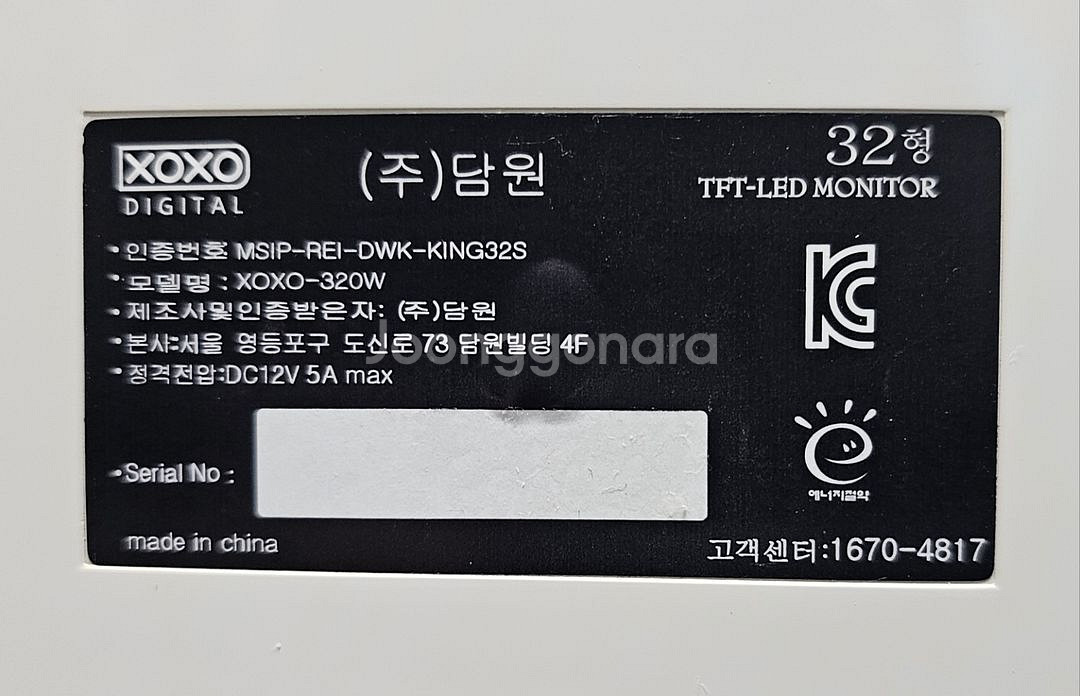 XOXO
DIGITAL
(주)담원
32형
TFT-LED MONITOR
•인증번호 MSIP-REI-DWK-KING32S
•모델명 : XOXO-320W
•제조사및인증받은자: (주)담원
•본사:서울 영등포구 도신로 73 담원빌딩 4F
•정격전압:DC12V 5A max
•Serial No :
made in china
KC
에너지절약
고객센터:1670-4817
Joonggonara